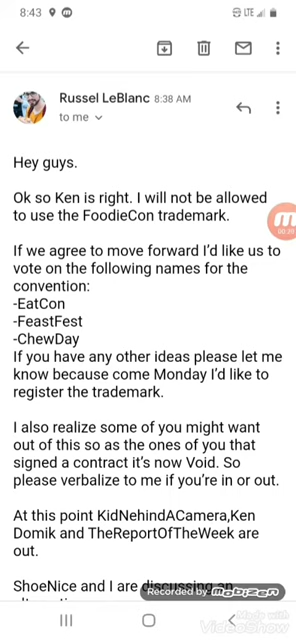 8:43
LTE
Russel LeBlanc 8:38 AM
to me
Hey guys.
Ok so Ken is right. I will not be allowed
to use the FoodieCon trademark.
If we agree to move forward I'd like us to
vote on the following names for the
convention:
-EatCon
-FeastFest
-ChewDay
If you have any other ideas please let me
know because come Monday I'd like to
register the trademark.
I also realize some of you might want
out of this so as the ones of you that
signed a contract it's now Void. So
please verbalize to me if you're in or out.
At this point KidNehindACamera,Ken
Domik and TheReportOfTheWeek are
out.
ShoeNice and I are discussing an
Recorded by mobizen
Made with
VideoShow